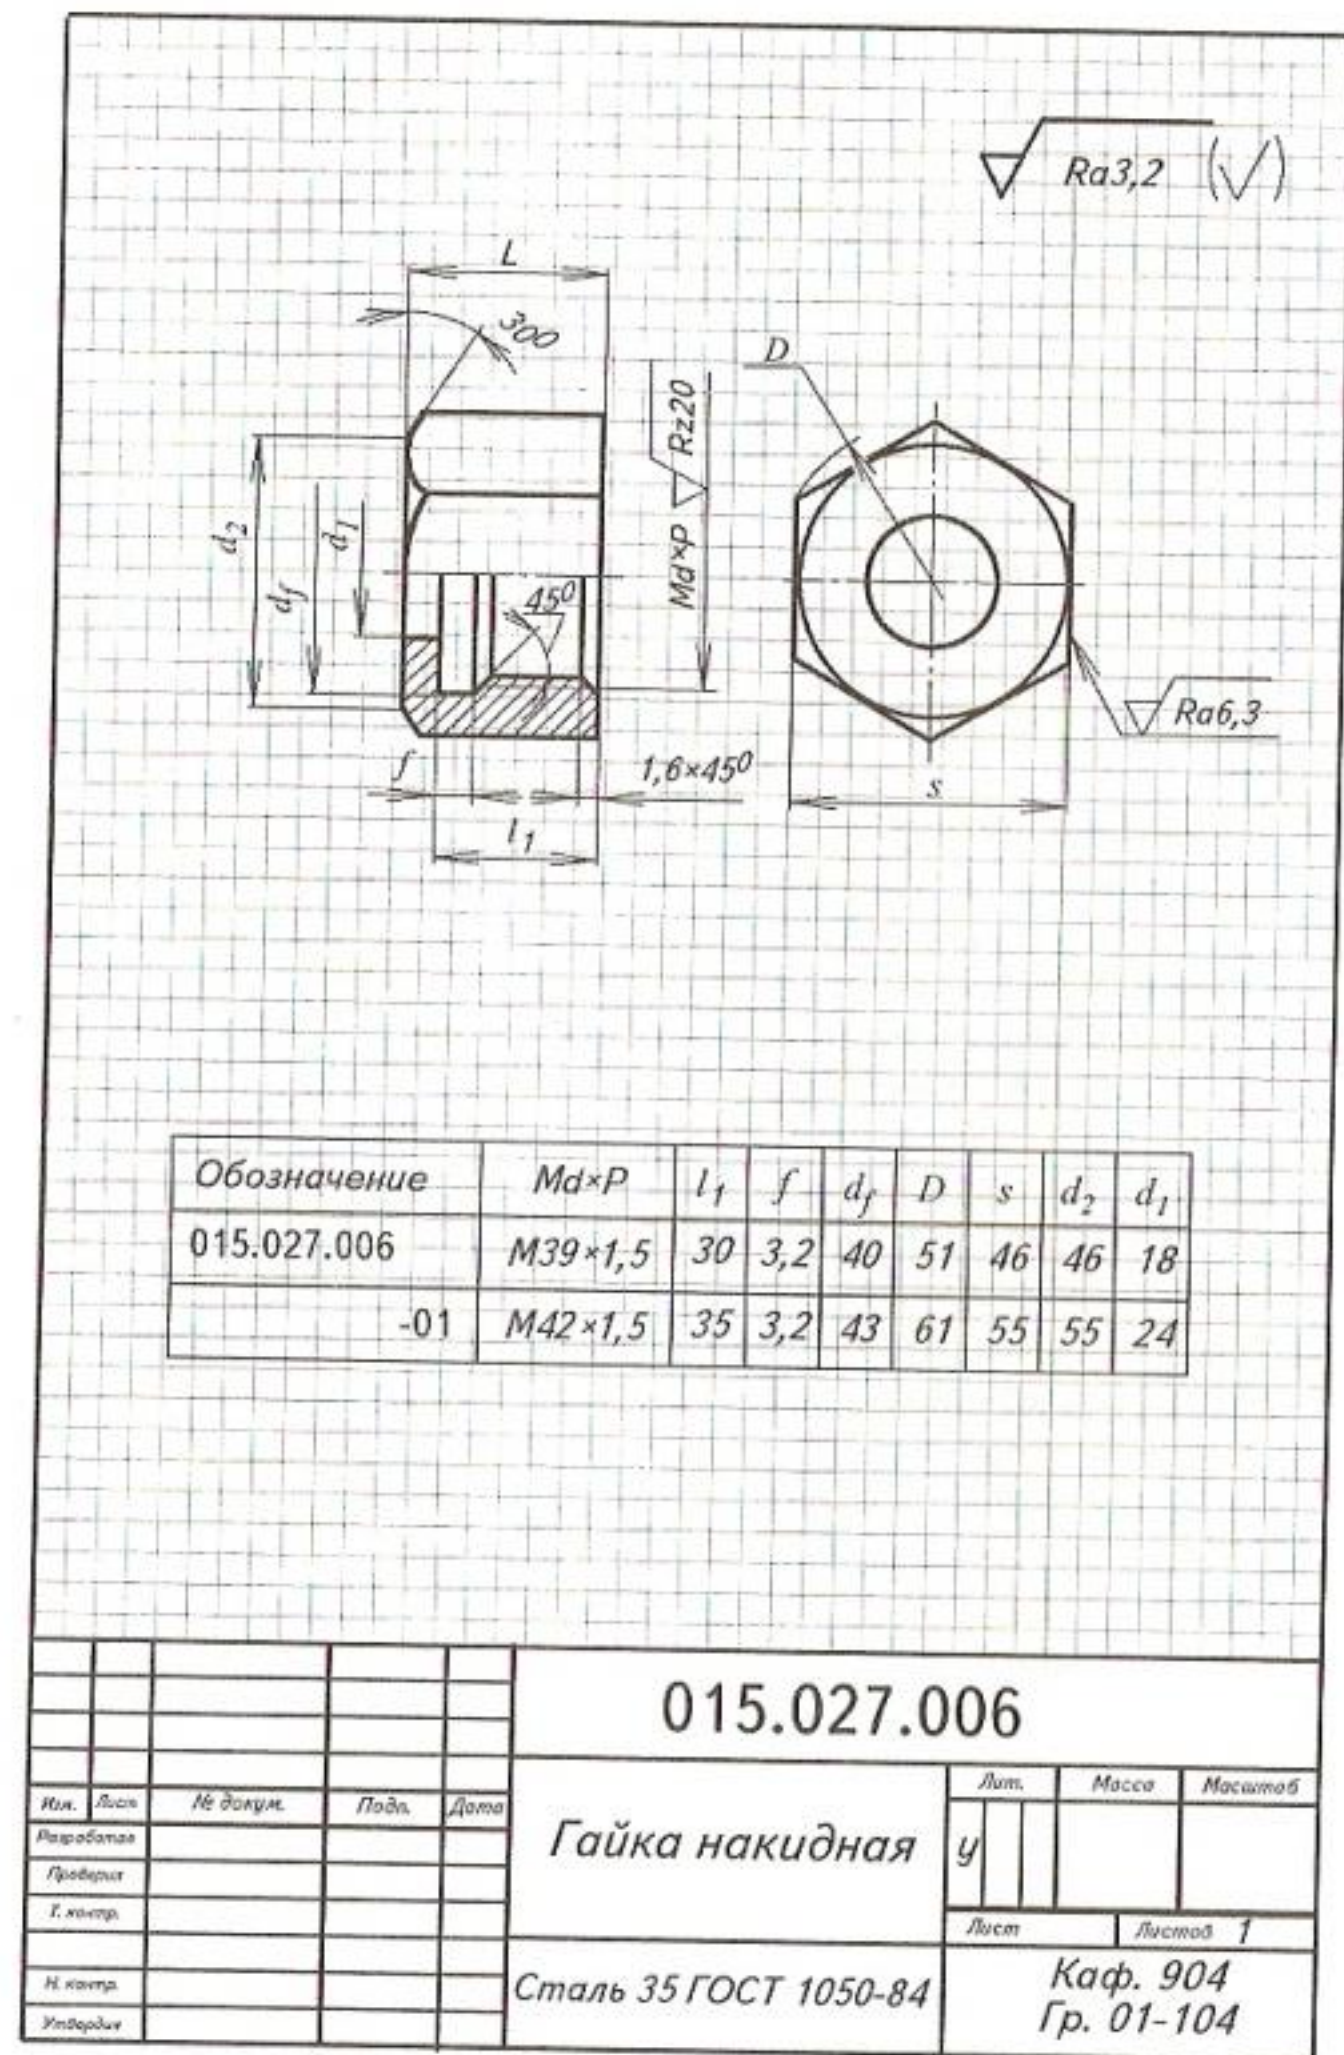 Ra3,2 (√)
L
30⁰
D
Md×P Rz20
d₂
d_f
d₁
45⁰
Ra6,3
f
1,6×45⁰
s
l₁
Обозначение Md×P l₁ f d_f D s d₂ d₁
015.027.006 M39×1,5 30 3,2 40 51 46 46 18
-01 M42×1,5 35 3,2 43 61 55 55 24
015.027.006
Изм. Лист № докум. Подп. Дата
Разработал
Проверил
Т. контр.
Н. контр.
Утвердил
Гайка накидная
Лит. Масса Масштаб
у
Лист Листов 1
Сталь 35 ГОСТ 1050-84
Каф. 904
Гр. 01-104